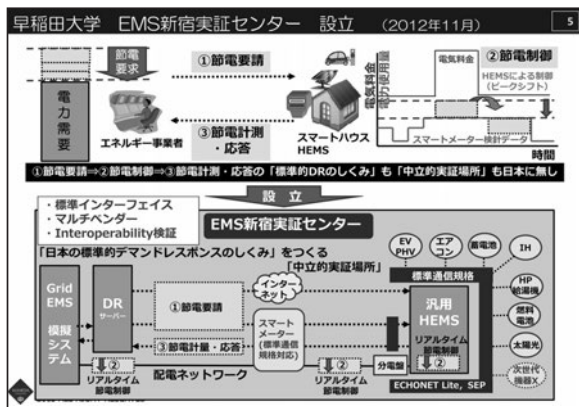 早稲田大学 EMS新宿実証センター 設立 (2012年11月)
5
節電
要求
電力需要
エネルギー事業者
①節電要請
③節電計測
・応答
スマートハウス
HEMS
電気料金
電力使用量
電気料金
②節電制御
HEMSによる制御
(ピークシフト)
スマートメーター検針データ
時間
①節電要請⇒②節電制御⇒③節電計測・応答の「標準的DRのしくみ」も「中立的実証場所」も日本に無し
設立
・標準インターフェイス
・マルチベンダー
・Interoperability検証
EMS新宿実証センター
「日本の標準的デマンドレスポンスのしくみ」をつくる
「中立的実証場所」
EV
PHV
エア
コン
蓄電池
IH
HP
給湯機
燃料
電池
太陽光
次世代
機器X
標準通信規格
Grid
EMS
模擬
シス
テム
DR
サーバー
インター
ネット
①節電要請
③節電計量・応答
スマート
メーター
(標準通信
規格対応)
汎用
HEMS
リアルタイム
節電制御
②
分電盤
②
リアルタイム
節電制御
配電ネットワーク
②
リアルタイム
節電制御
ECHONET Lite, SEP